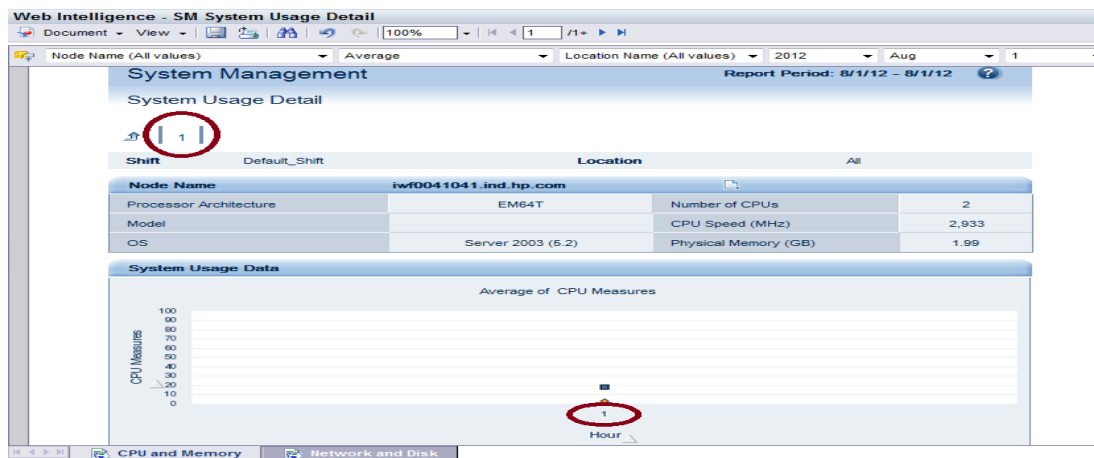 Web Intelligence - SM System Usage Detail
Document View 100% 1 /1+
Node Name (All values) Average Location Name (All values) 2012 Aug 1
System Management Report Period: 8/1/12 - 8/1/12 ?
System Usage Detail
1
Shift Default_Shift Location All
Node Name iwf0041041.ind.hp.com
Processor Architecture EM64T Number of CPUs 2
Model CPU Speed (MHz) 2,933
OS Server 2003 (5.2) Physical Memory (GB) 1.99
System Usage Data
Average of CPU Measures
CPU Measures
100
90
80
70
60
50
40
30
20
10
0
1
Hour
CPU and Memory Network and Disk